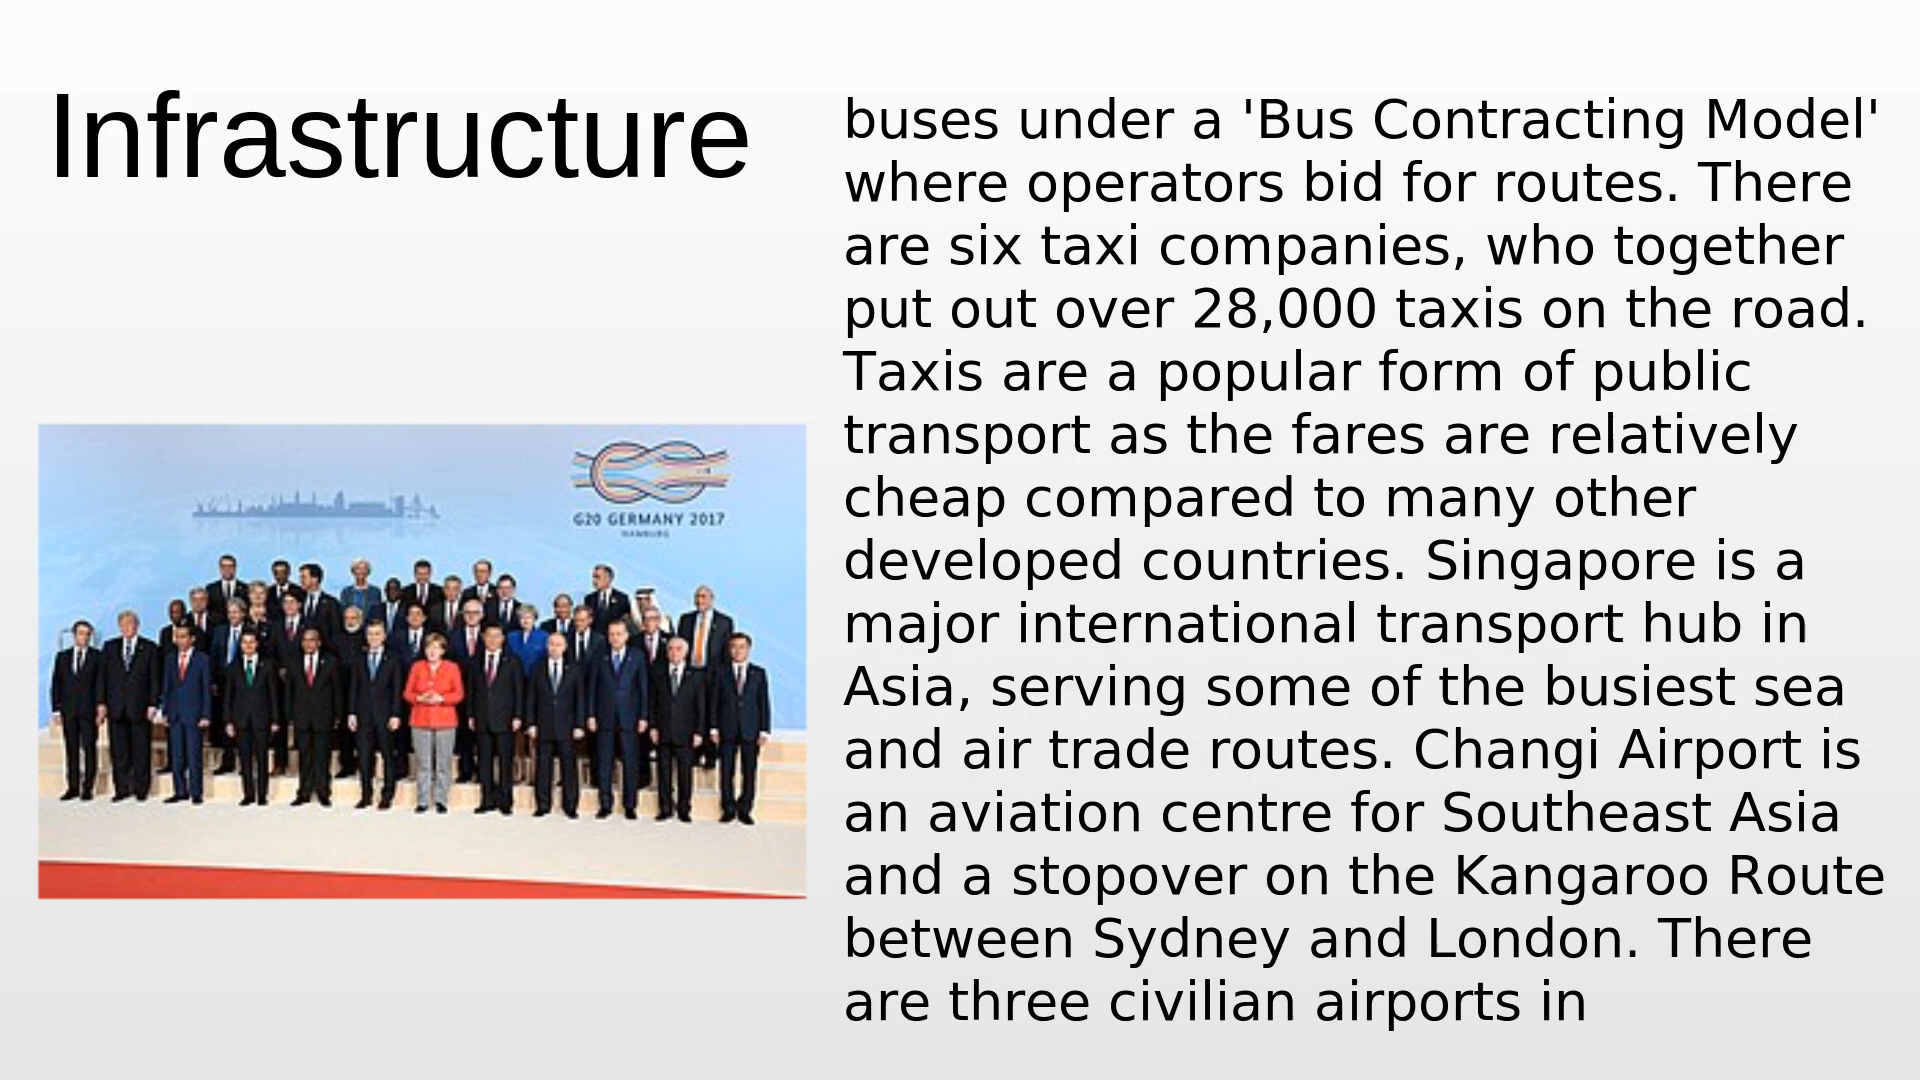 Infrastructure
buses under a 'Bus Contracting Model'
where operators bid for routes. There
are six taxi companies, who together
put out over 28,000 taxis on the road.
Taxis are a popular form of public
transport as the fares are relatively
cheap compared to many other
developed countries. Singapore is a
major international transport hub in
Asia, serving some of the busiest sea
and air trade routes. Changi Airport is
an aviation centre for Southeast Asia
and a stopover on the Kangaroo Route
between Sydney and London. There
are three civilian airports in
G20 GERMANY 2017
HAMBURG